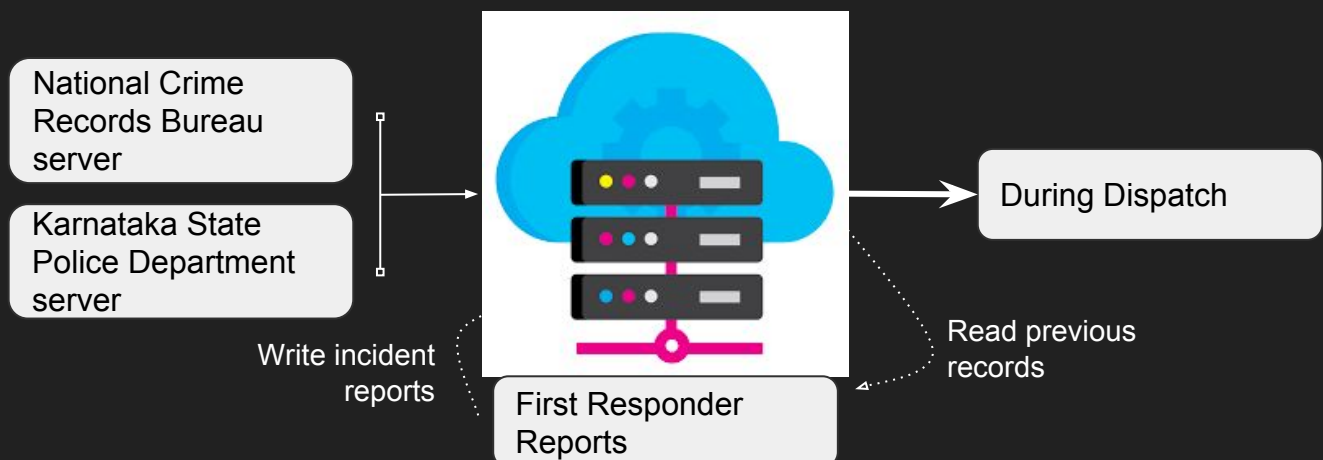 National Crime
Records Bureau
server
Karnataka State
Police Department
server
During Dispatch
Write incident
reports
Read previous
records
First Responder
Reports